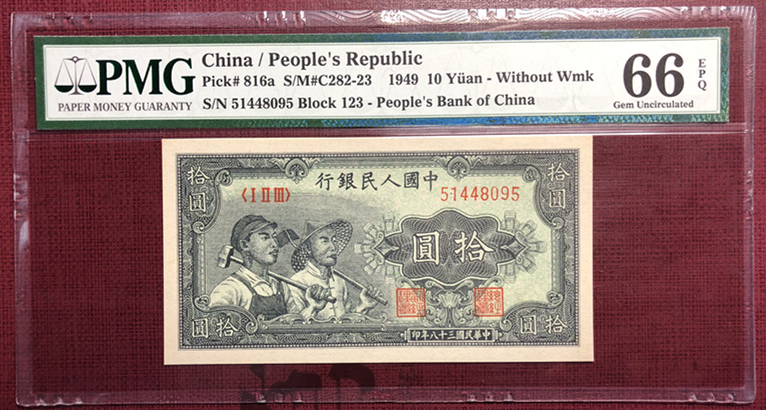 PMG
PAPER MONEY GUARANTY
China / People's Republic
Pick# 816a S/M#C282-23 1949 10 Yüan - Without Wmk
S/N 51448095 Block 123 - People's Bank of China
66 EPQ
Gem Uncirculated
拾圓
行銀民人國中
拾圓
〈I II III〉
51448095
圓拾
圓拾
印年八十三國民華中
圓拾